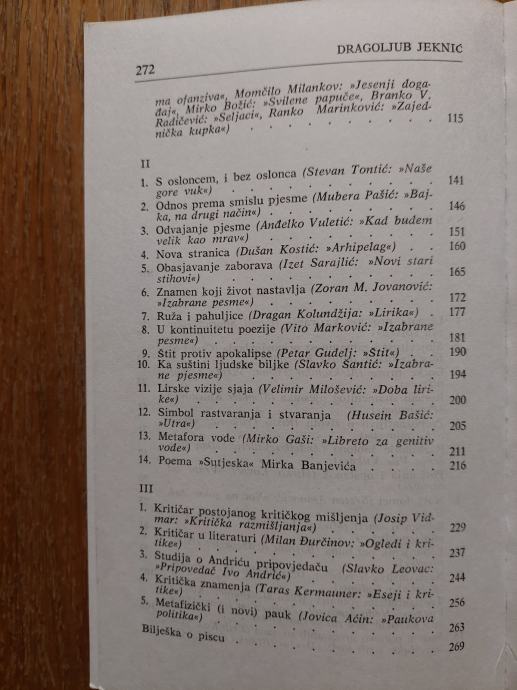 272
DRAGOLJUB JEKNIĆ
ma ofanziva«, Momčilo Milankov: »Jesenji doga-
đaj«, Mirko Božić: »Svilene papuče«, Branko V.
Radičević: »Seljaci«, Ranko Marinković: »Zajed-
nička kupka«) . . . . . . . . . 115
II
1. S osloncem, i bez oslonca (Stevan Tontić: »Naše
gore vuk«) . . . . . . . . . . 141
2. Odnos prema smislu pjesme (Mubera Pašić: »Baj-
ka, na drugi način«) . . . . . . . . 146
3. Odvajanje pjesme (Anđelko Vuletić: »Kad budem
velik kao mrav«) . . . . . . . . . 151
4. Nova stranica (Dušan Kostić: »Arhipelag«) . . 160
5. Obasjavanje zaborava (Izet Sarajlić: »Novi stari
stihovi«) . . . . . . . . . . 165
6. Znamen koji život nastavlja (Zoran M. Jovanović:
»Izabrane pesme«) . . . . . . . . 172
7. Ruža i pahuljice (Dragan Kolundžija: »Lirika«) . 177
8. U kontinuitetu poezije (Vito Marković: »Izabrane
pesme«) . . . . . . . . . . . 181
9. Štit protiv apokalipse (Petar Gudelj: »Štit«) . . 190
10. Ka suštini ljudske biljke (Slavko Šantić: »Izabra-
ne pjesme«) . . . . . . . . . . 194
11. Lirske vizije sjaja (Velimir Milošević: »Doba liri-
ke«) . . . . . . . . . . . . 200
12. Simbol rastvaranja i stvaranja (Husein Bašić:
»Utra«) . . . . . . . . . . . 205
13. Metafora vode (Mirko Gaši: »Libreto za genitiv
vode«) . . . . . . . . . . . 211
14. Poema »Sutjeska« Mirka Banjevića . . . . 216
III
1. Kritičar postojanog kritičkog mišljenja (Josip Vid-
mar: »Kritička razmišljanja«) . . . . . . 229
2. Kritičar u literaturi (Milan Đurčinov: »Ogledi i kri-
tike«) . . . . . . . . . . . . 237
3. Studija o Andriću pripovjedaču (Slavko Leovac:
»Pripovedač Ivo Andrić«) . . . . . . . 244
4. Kritička znamenja (Taras Kermauner: »Eseji i kri-
tike«) . . . . . . . . . . . . 256
5. Metafizički (i novi) pauk (Jovica Aćin: »Paukova
politika«) . . . . . . . . . . . 263
Bilješka o piscu . . . . . . . . . . 269